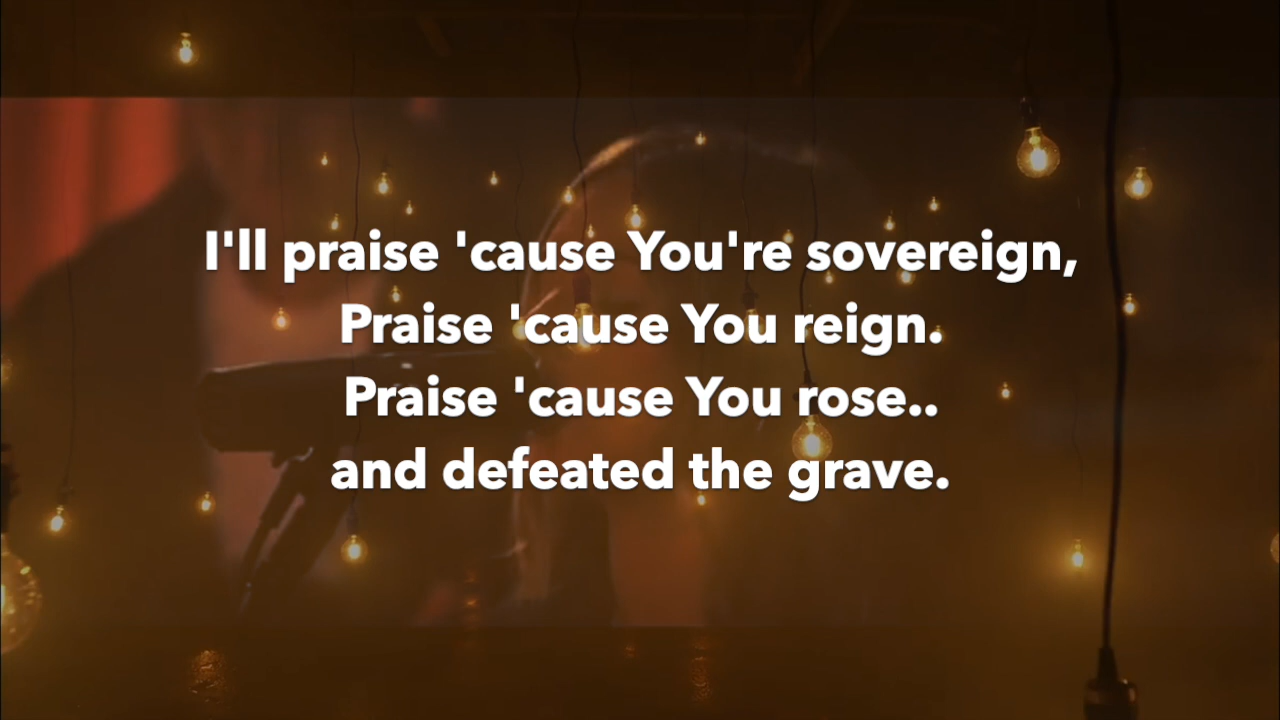 I'll praise 'cause You're sovereign,
Praise 'cause You reign.
Praise 'cause You rose..
and defeated the grave.